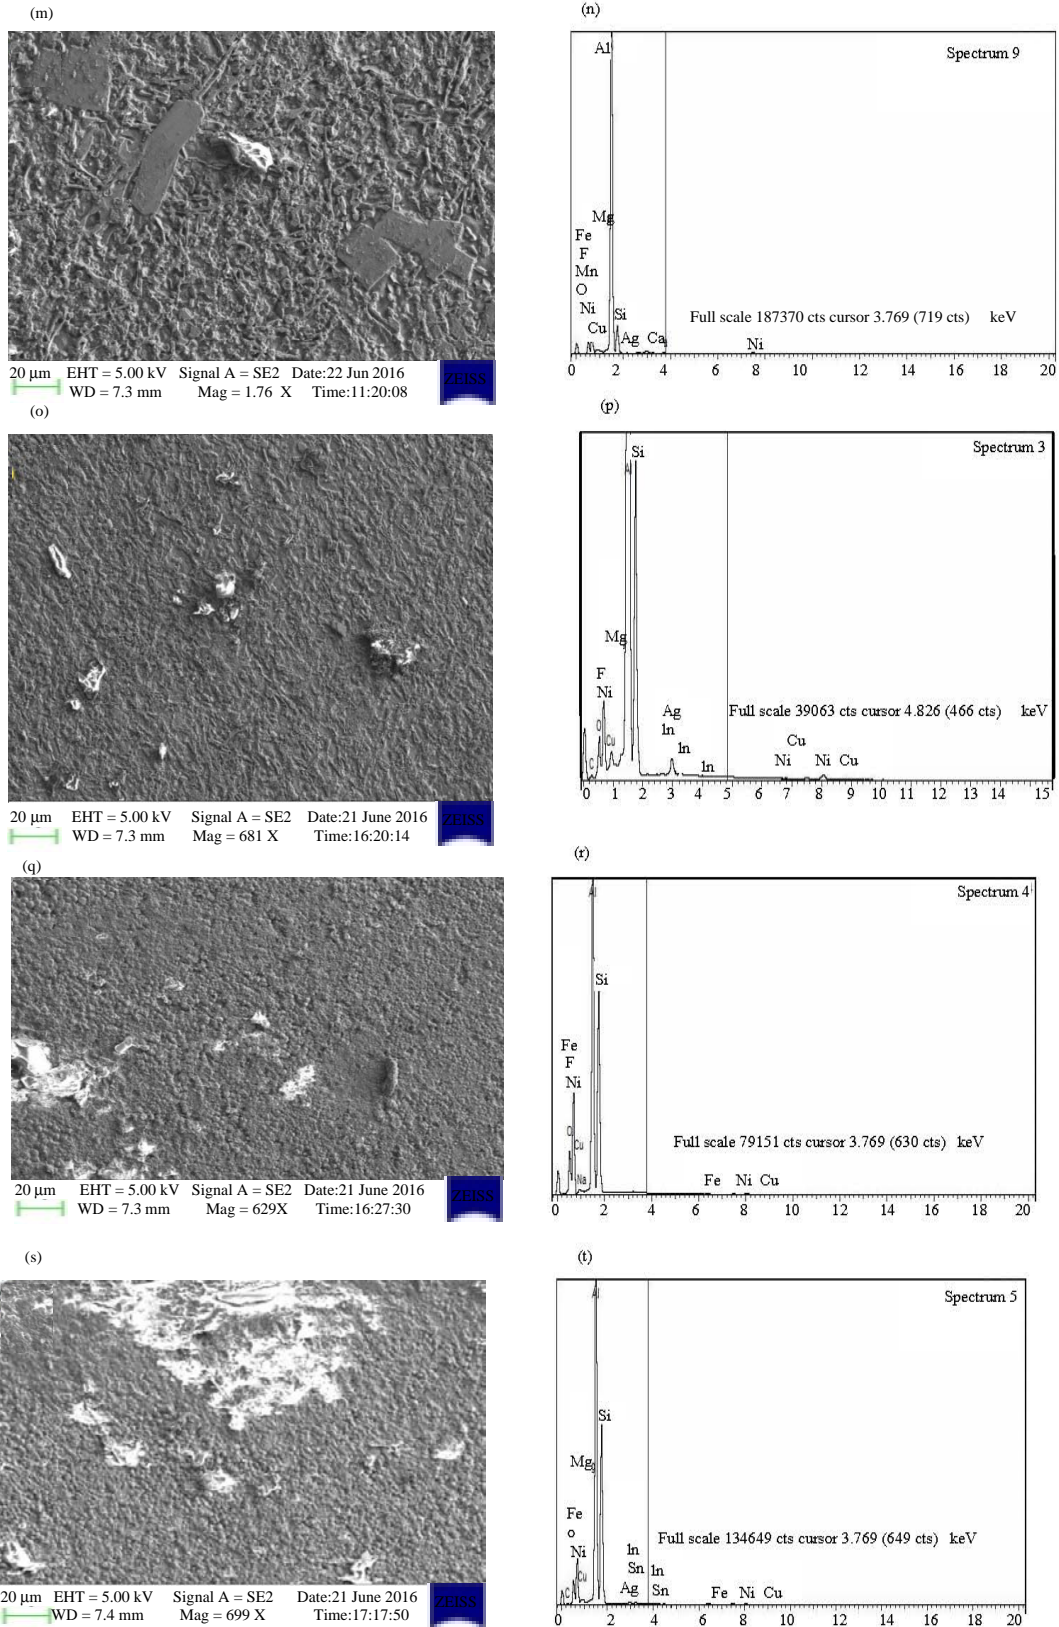 (m)
(n)
Spectrum 9
Al
Mg
Fe
F
Mn
O
Ni
Cu
Si
Ag
Ca
Ni
Full scale 187370 cts cursor 3.769 (719 cts) keV
0 2 4 6 8 10 12 14 16 18 20
20 µm EHT = 5.00 kV Signal A = SE2 Date:22 Jun 2016
WD = 7.3 mm Mag = 1.76 X Time:11:20:08
ZEISS
(o)
(p)
Spectrum 3
Si
Al
Mg
F
Ni
O
Cu
C
Ag
In
In
In
Cu
Ni
Ni
Cu
Full scale 39063 cts cursor 4.826 (466 cts) keV
0 1 2 3 4 5 6 7 8 9 10 11 12 13 14 15
20 µm EHT = 5.00 kV Signal A = SE2 Date:21 June 2016
WD = 7.3 mm Mag = 681 X Time:16:20:14
ZEISS
(q)
(r)
Spectrum 4
Al
Si
Fe
F
Ni
O
Cu
Na
Fe Ni Cu
Full scale 79151 cts cursor 3.769 (630 cts) keV
0 2 4 6 8 10 12 14 16 18 20
20 µm EHT = 5.00 kV Signal A = SE2 Date:21 June 2016
WD = 7.3 mm Mag = 629X Time:16:27:30
ZEISS
(s)
(t)
Spectrum 5
Al
Si
Mg
Fe
o
Ni
Cu
C
In
Sn
Ag
In
Sn
Fe Ni Cu
Full scale 134649 cts cursor 3.769 (649 cts) keV
0 2 4 6 8 10 12 14 16 18 20
20 µm EHT = 5.00 kV Signal A = SE2 Date:21 June 2016
WD = 7.4 mm Mag = 699 X Time:17:17:50
ZEISS